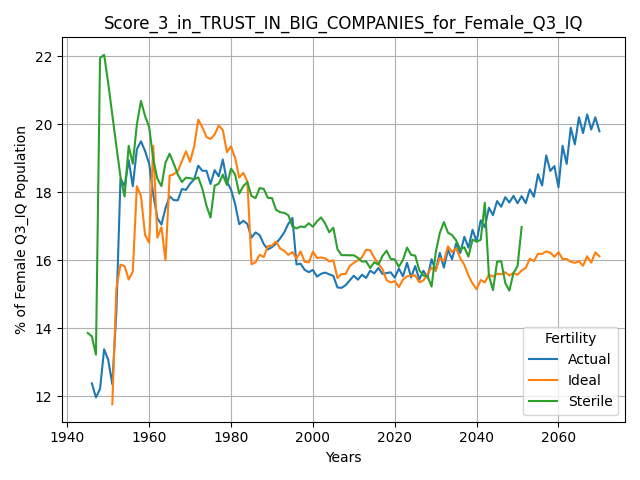 Score_3_in_TRUST_IN_BIG_COMPANIES_for_Female_Q3_IQ
% of Female Q3_IQ Population
22
20
18
16
14
12
1940 1960 1980 2000 2020 2040 2060
Years
Fertility
Actual
Ideal
Sterile